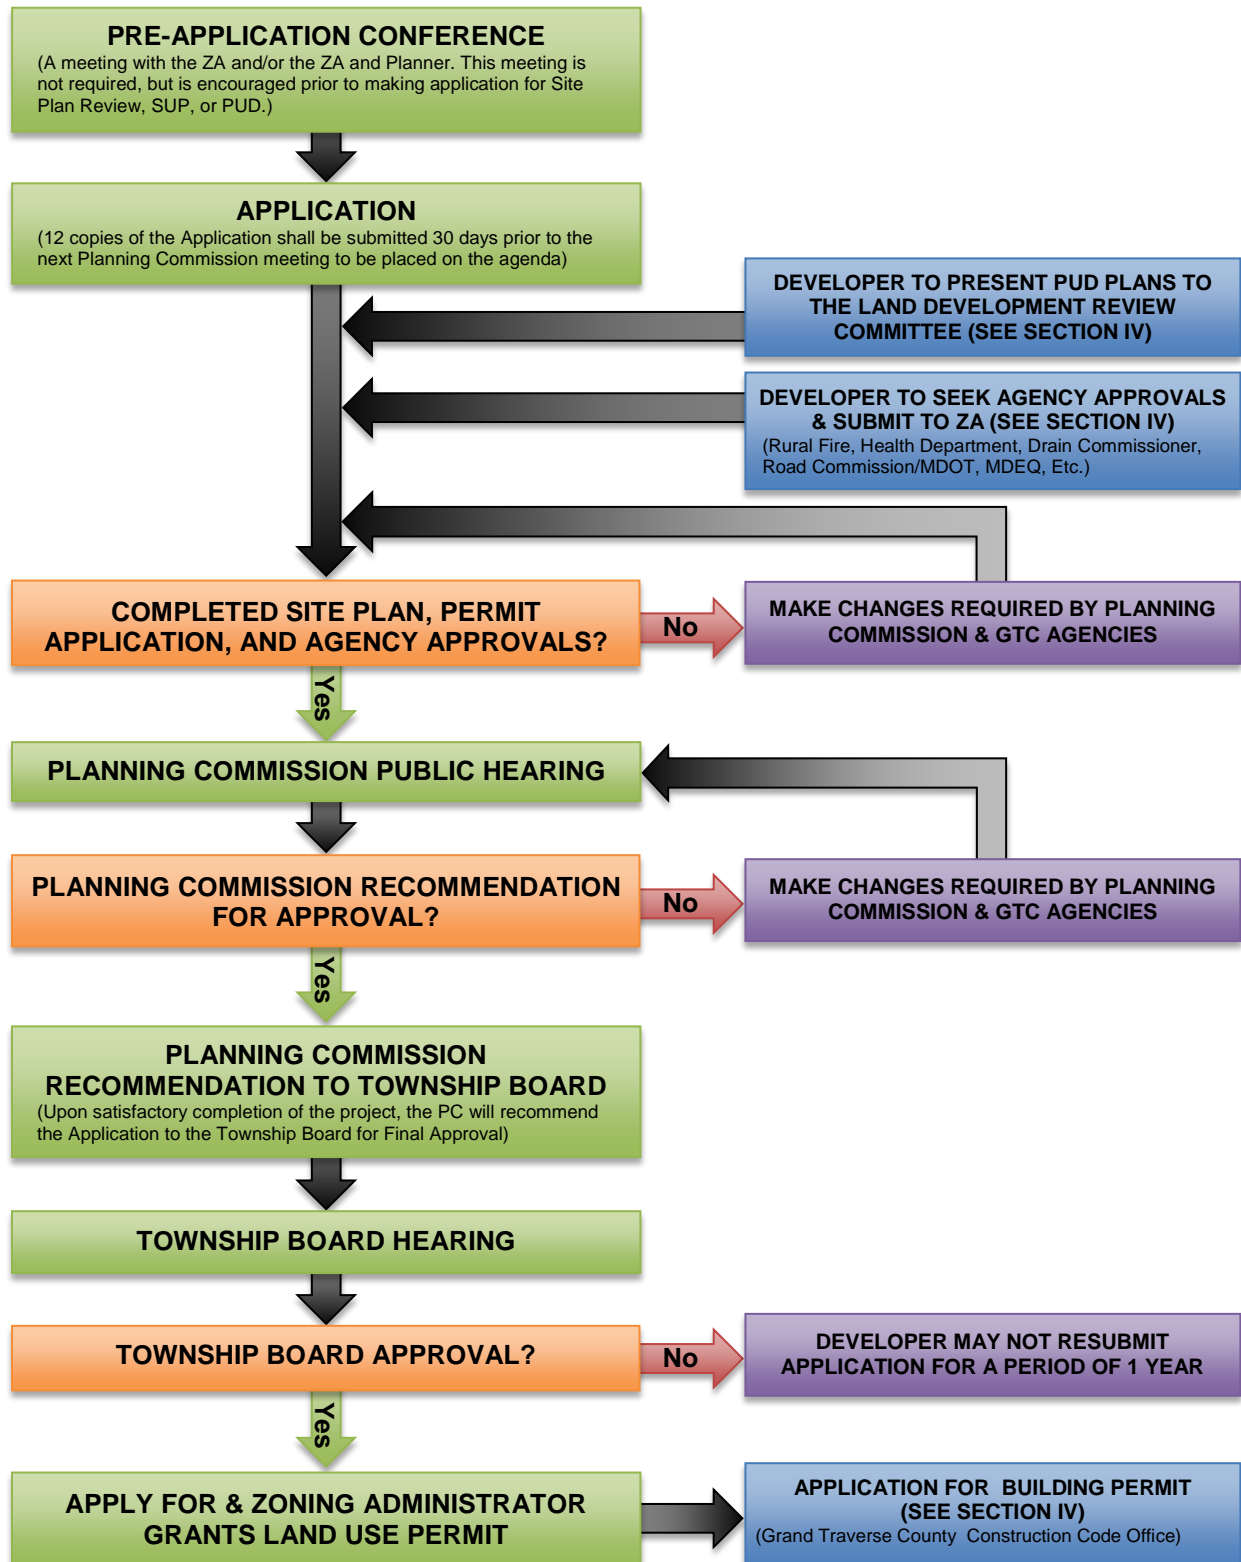 PRE-APPLICATION CONFERENCE
(A meeting with the ZA and/or the ZA and Planner. This meeting is
not required, but is encouraged prior to making application for Site
Plan Review, SUP, or PUD.)
APPLICATION
(12 copies of the Application shall be submitted 30 days prior to the
next Planning Commission meeting to be placed on the agenda)
DEVELOPER TO PRESENT PUD PLANS TO
THE LAND DEVELOPMENT REVIEW
COMMITTEE (SEE SECTION IV)
DEVELOPER TO SEEK AGENCY APPROVALS
& SUBMIT TO ZA (SEE SECTION IV)
(Rural Fire, Health Department, Drain Commissioner,
Road Commission/MDOT, MDEQ, Etc.)
COMPLETED SITE PLAN, PERMIT
APPLICATION, AND AGENCY APPROVALS?
No
MAKE CHANGES REQUIRED BY PLANNING
COMMISSION & GTC AGENCIES
Yes
PLANNING COMMISSION PUBLIC HEARING
PLANNING COMMISSION RECOMMENDATION
FOR APPROVAL?
No
MAKE CHANGES REQUIRED BY PLANNING
COMMISSION & GTC AGENCIES
Yes
PLANNING COMMISSION
RECOMMENDATION TO TOWNSHIP BOARD
(Upon satisfactory completion of the project, the PC will recommend
the Application to the Township Board for Final Approval)
TOWNSHIP BOARD HEARING
TOWNSHIP BOARD APPROVAL?
No
DEVELOPER MAY NOT RESUBMIT
APPLICATION FOR A PERIOD OF 1 YEAR
Yes
APPLY FOR & ZONING ADMINISTRATOR
GRANTS LAND USE PERMIT
APPLICATION FOR BUILDING PERMIT
(SEE SECTION IV)
(Grand Traverse County Construction Code Office)